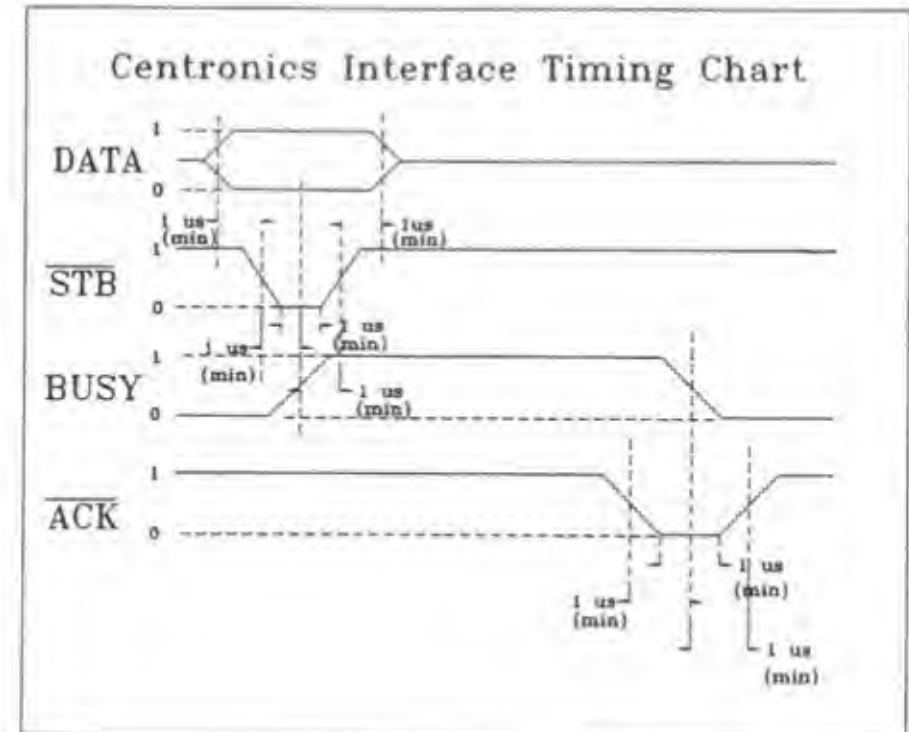 Centronics Interface Timing Chart
1
DATA
0
1 us
(min)
1us
(min)
1
STB
0
1 us
(min)
1 us
(min)
1
BUSY
0
1 us
(min)
1
ACK
0
1 us
(min)
1 us
(min)
1 us
(min)